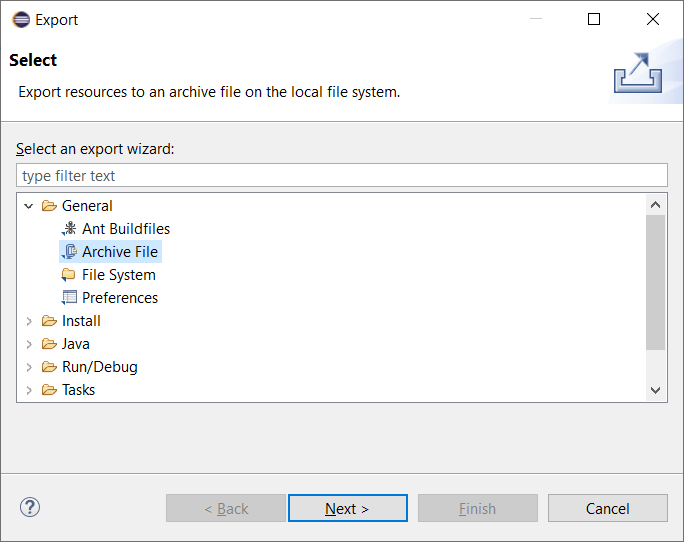 Export
Select
Export resources to an archive file on the local file system.
Select an export wizard:
type filter text
General
Ant Buildfiles
Archive File
File System
Preferences
Install
Java
Run/Debug
Tasks
?
< Back
Next >
Finish
Cancel